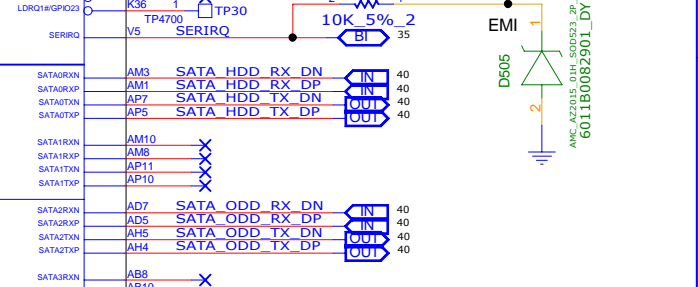 LDRQ1#/GPIO23 K36 1 TP30
TP4700
10K_5%_2
EMI
SERIRQ V5 SERIRQ BI 35
SATA0RXN AM3 SATA_HDD_RX_DN IN 40
SATA0RXP AM1 SATA_HDD_RX_DP IN 40
SATA0TXN AP7 SATA_HDD_TX_DN OUT 40
SATA0TXP AP5 SATA_HDD_TX_DP OUT 40
SATA1RXN AM10
SATA1RXP AM8
SATA1TXN AP11
SATA1TXP AP10
SATA2RXN AD7 SATA_ODD_RX_DN IN 40
SATA2RXP AD5 SATA_ODD_RX_DP IN 40
SATA2TXN AH5 SATA_ODD_TX_DN OUT 40
SATA2TXP AH4 SATA_ODD_TX_DP OUT 40
SATA3RXN AB8
1
D505
2
AMC_AZ2015_01H_SOD523_2P
6011B0082901_DY